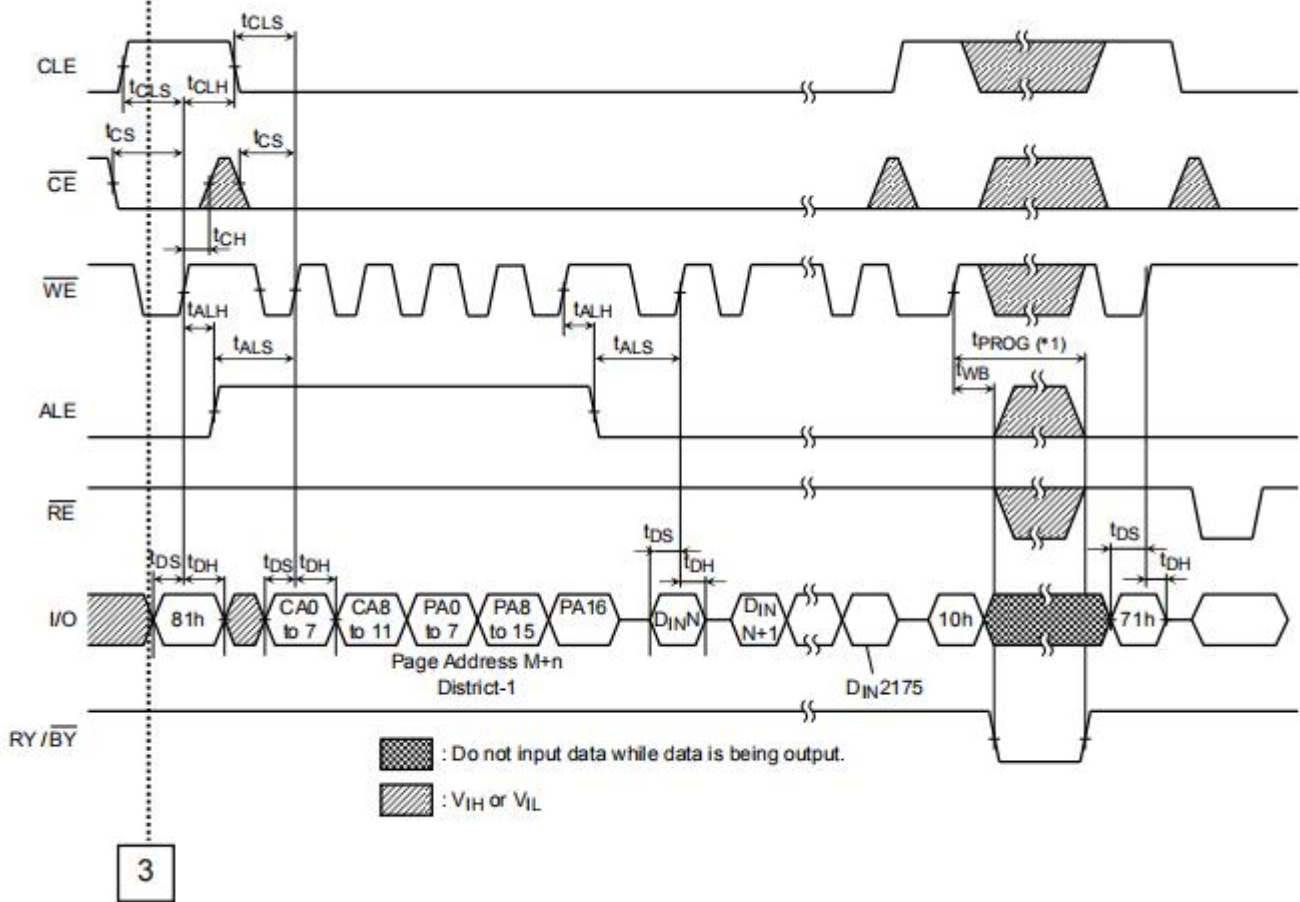 tCLS
CLE
tCLS tCLH
tCS tCS
CE
tCH
WE
tALH tALH
tALS tALS tPROG (*1)
tWB
ALE
RE
tDS tDH tDS tDH tDS tDH tDS tDH
I/O 81h CA0 to 7 CA8 to 11 PA0 to 7 PA8 to 15 PA16 DINN DIN N+1 10h 71h
Page Address M+n
District-1
DIN2175
RY / BY
: Do not input data while data is being output.
: VIH or VIL
3